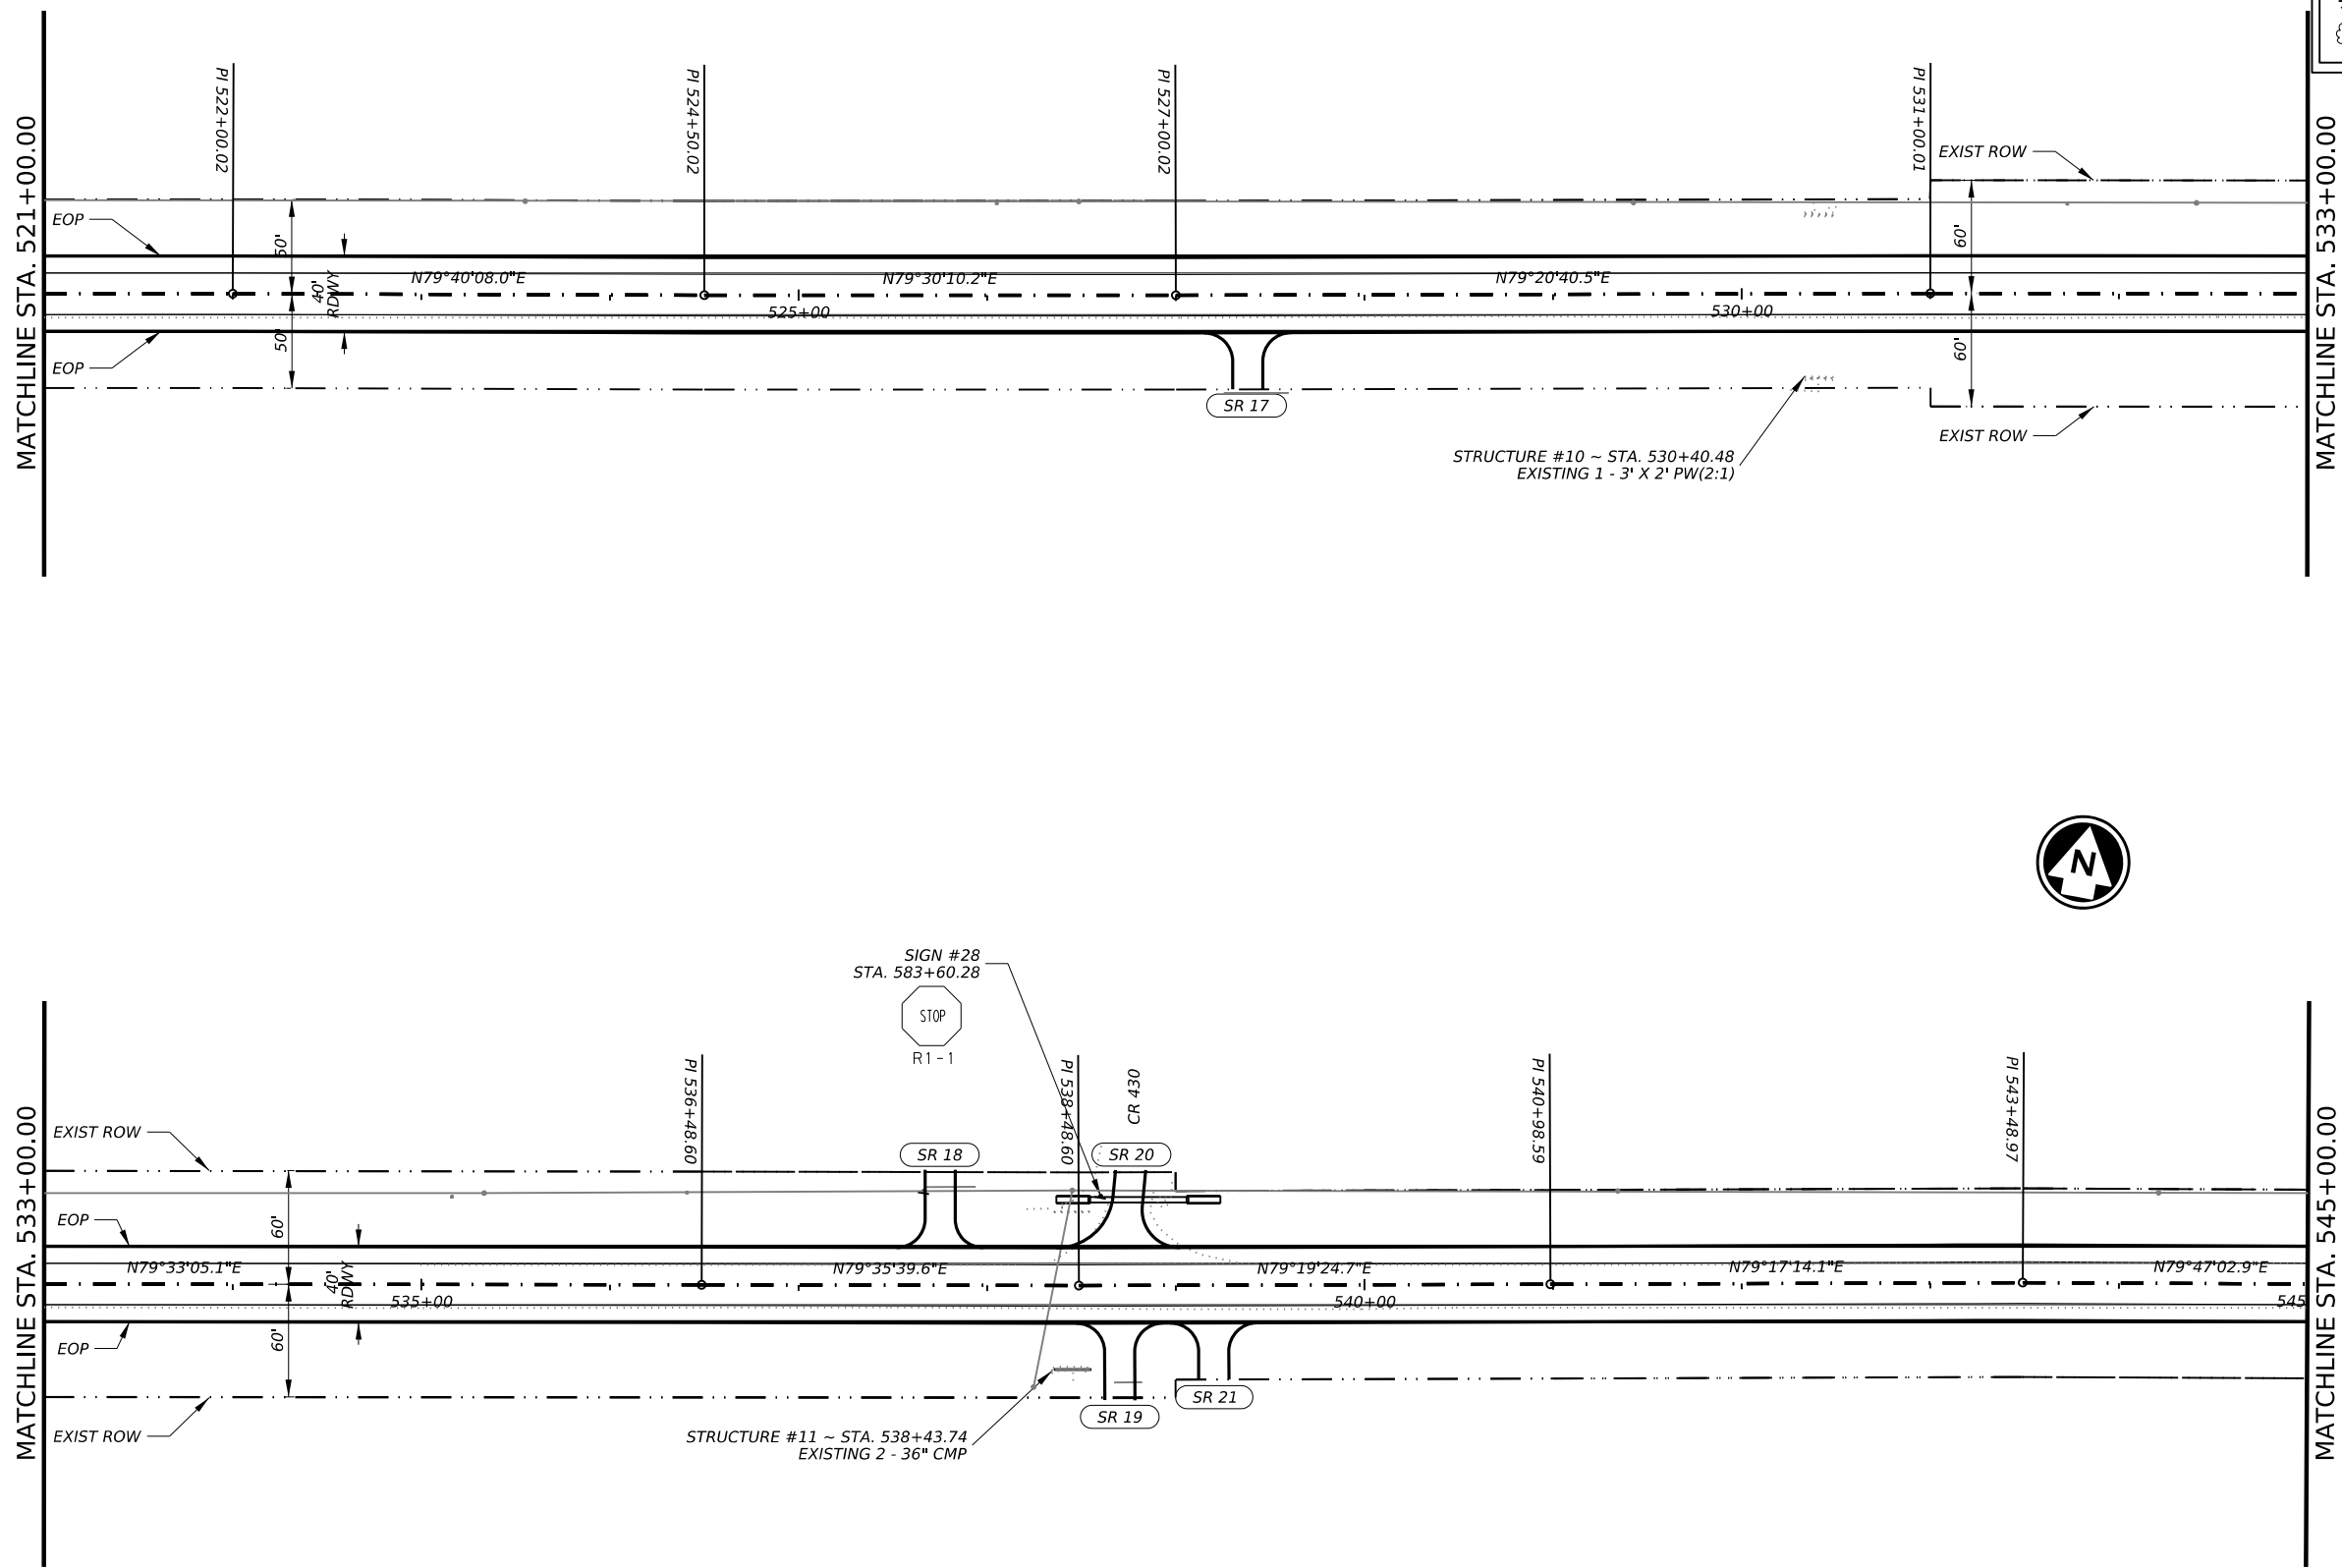 MATCHLINE STA. 521+00.00
PI 522+00.02
PI 524+50.02
PI 527+00.02
PI 531+00.01
MATCHLINE STA. 533+00.00
EXIST ROW
EOP
50'
40'
RDWY
N79°40'08.0"E
N79°30'10.2"E
N79°20'40.5"E
60'
525+00
530+00
50'
60'
EOP
SR 17
EXIST ROW
STRUCTURE #10 ~ STA. 530+40.48
EXISTING 1 - 3' X 2' PW(2:1)
N
SIGN #28
STA. 583+60.28
STOP
R1-1
MATCHLINE STA. 533+00.00
PI 536+48.60
PI 538+48.60
CR 430
PI 540+98.59
PI 543+48.97
MATCHLINE STA. 545+00.00
EXIST ROW
SR 18
SR 20
EOP
60'
40'
RDWY
N79°33'05.1"E
N79°35'39.6"E
N79°19'24.7"E
N79°17'14.1"E
N79°47'02.9"E
535+00
540+00
545
60'
EOP
SR 21
SR 19
EXIST ROW
STRUCTURE #11 ~ STA. 538+43.74
EXISTING 2 - 36" CMP